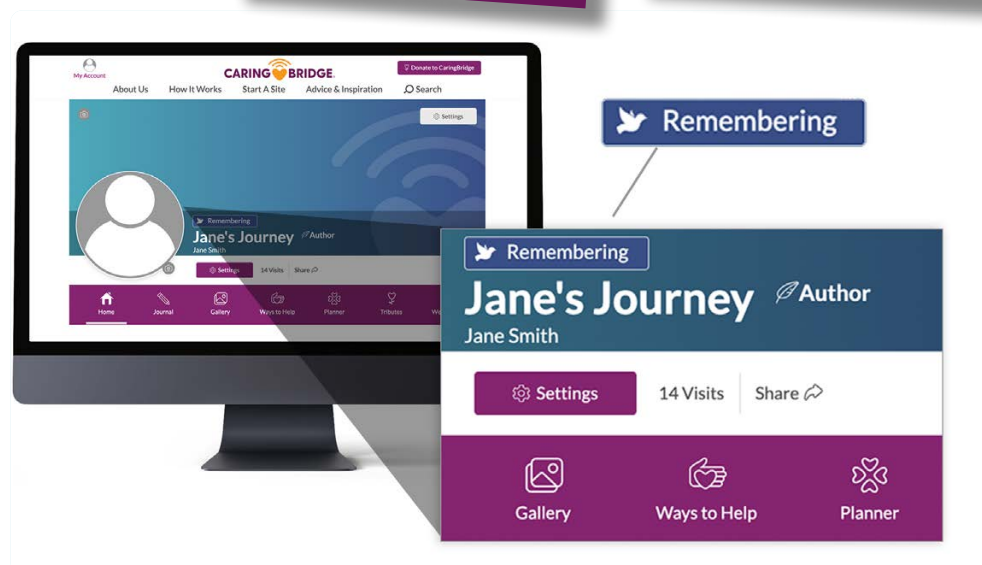 My Account
CARING BRIDGE
Donate to CaringBridge
About Us How It Works Start A Site Advice & Inspiration Search
Settings
Remembering
Jane's Journey Author
Jane Smith
Settings 14 Visits Share
Home Journal Gallery Ways to Help Planner Tributes
Remembering
Remembering
Jane's Journey Author
Jane Smith
Settings 14 Visits Share
Gallery Ways to Help Planner